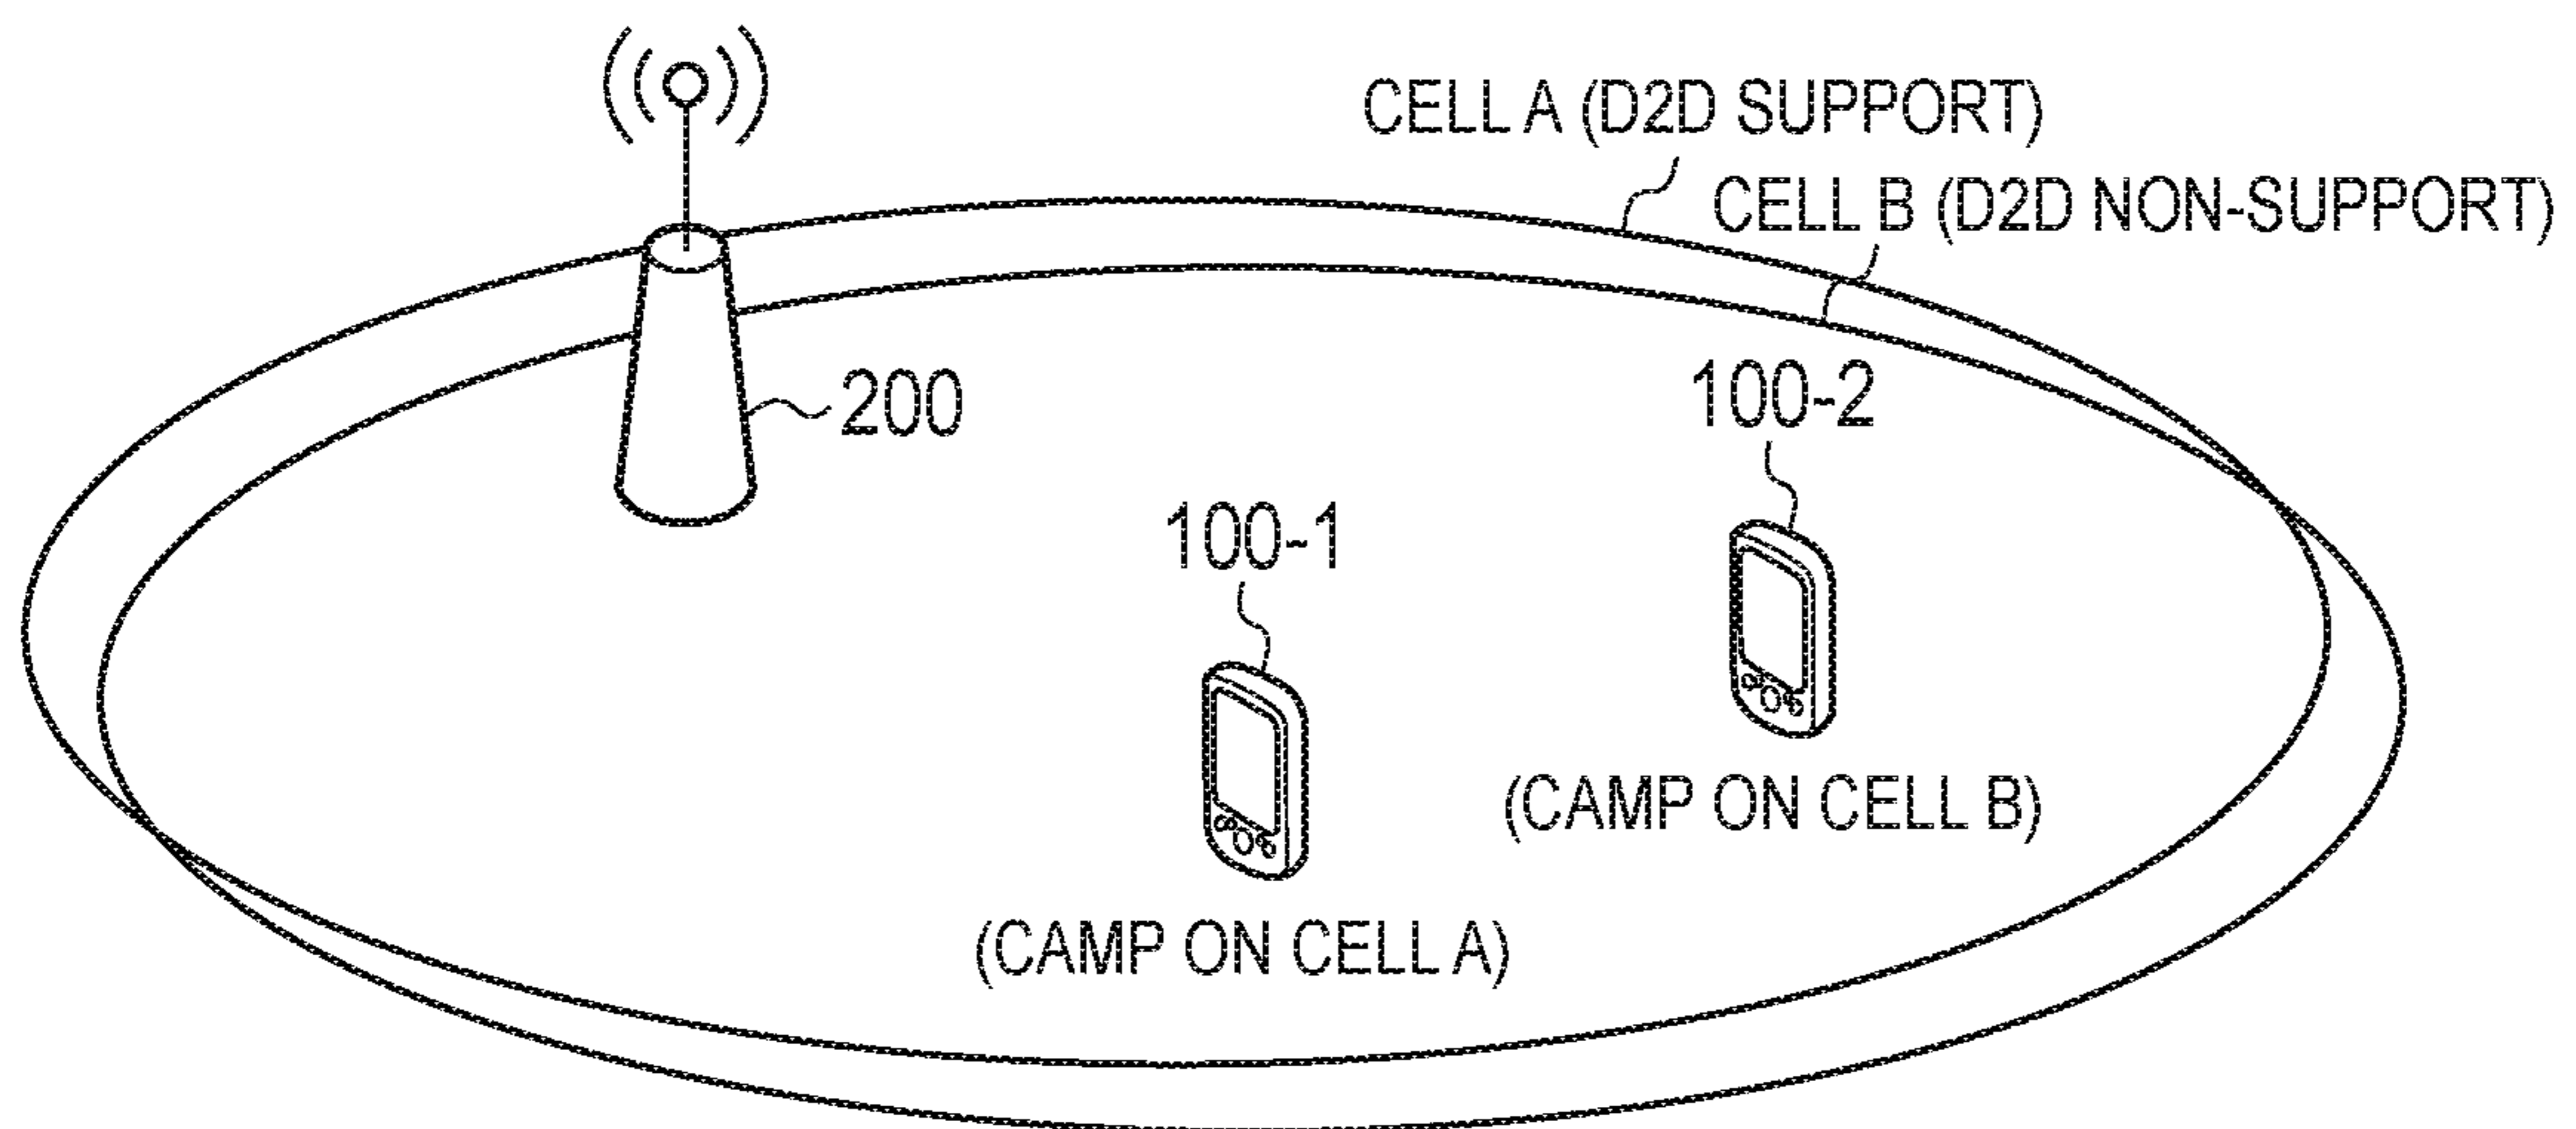 CELL A (D2D SUPPORT)
CELL B (D2D NON-SUPPORT)
200
100-2
100-1
(CAMP ON CELL B)
(CAMP ON CELL A)